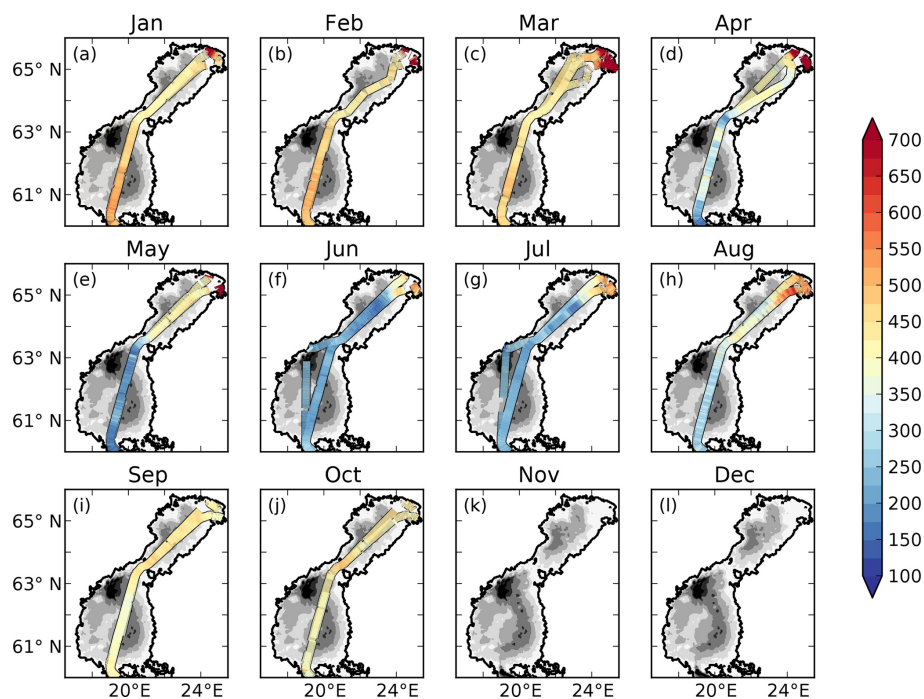 Jan Feb Mar Apr
(a) (b) (c) (d)
65° N
63° N
61° N
May Jun Jul Aug
(e) (f) (g) (h)
65° N
63° N
61° N
Sep Oct Nov Dec
(i) (j) (k) (l)
65° N
63° N
61° N
20°E 24°E 20°E 24°E 20°E 24°E 20°E 24°E
700
650
600
550
500
450
400
350
300
250
200
150
100